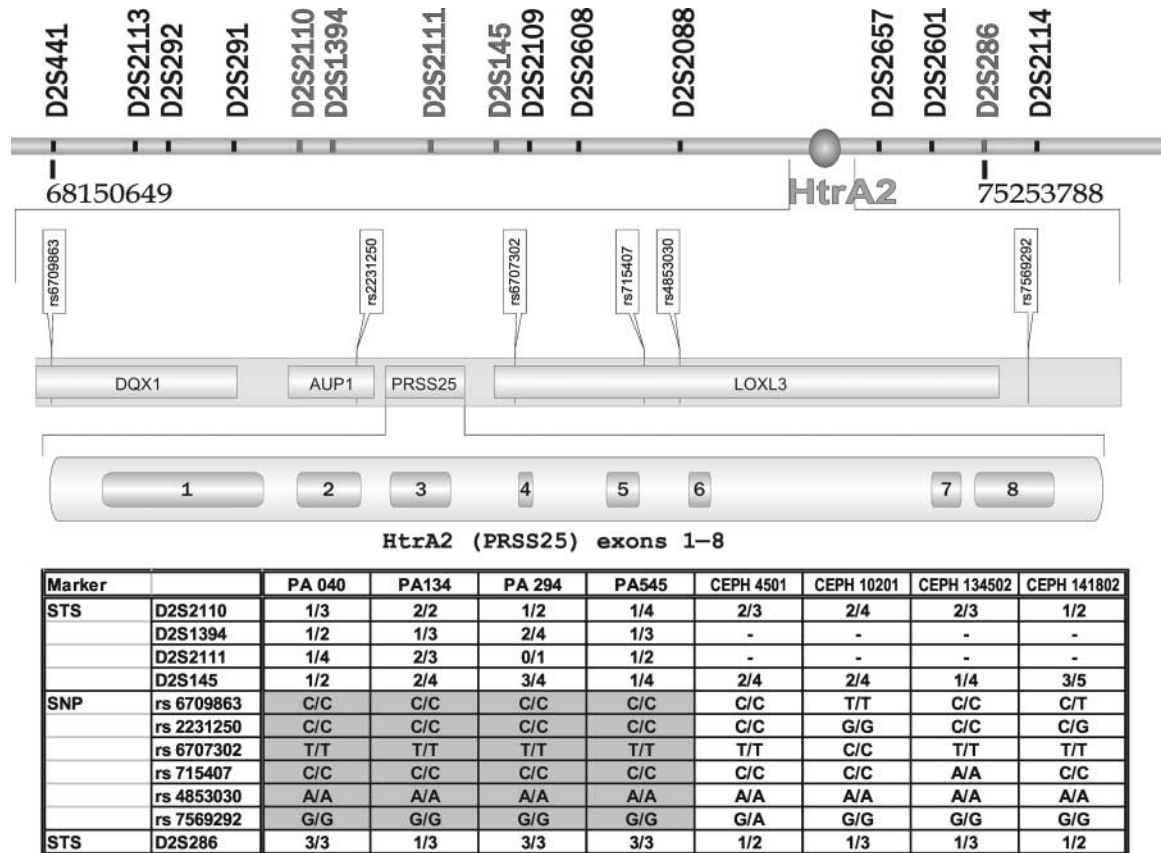 D2S441 D2S2113 D2S292 D2S291 D2S2110 D2S1394 D2S2111 D2S145 D2S2109 D2S2608 D2S2088 D2S2657 D2S2601 D2S286 D2S2114
68150649 HtrA2 75253788
rs6709863 rs2231250 rs6707302 rs715407 rs4853030 rs7569292
DQX1 AUP1 PRSS25 LOXL3
1 2 3 4 5 6 7 8
HtrA2 (PRSS25) exons 1–8
Marker PA 040 PA134 PA 294 PA545 CEPH 4501 CEPH 10201 CEPH 134502 CEPH 141802
STS D2S2110 1/3 2/2 1/2 1/4 2/3 2/4 2/3 1/2
D2S1394 1/2 1/3 2/4 1/3 - - - -
D2S2111 1/4 2/3 0/1 1/2 - - - -
D2S145 1/2 2/4 3/4 1/4 2/4 2/4 1/4 3/5
SNP rs 6709863 C/C C/C C/C C/C C/C T/T C/C C/T
rs 2231250 C/C C/C C/C C/C C/C G/G C/C C/G
rs 6707302 T/T T/T T/T T/T T/T C/C T/T T/T
rs 715407 C/C C/C C/C C/C C/C C/C A/A C/C
rs 4853030 A/A A/A A/A A/A A/A A/A A/A A/A
rs 7569292 G/G G/G G/G G/G G/A G/G G/G G/G
STS D2S286 3/3 1/3 3/3 3/3 1/2 1/3 1/3 1/2